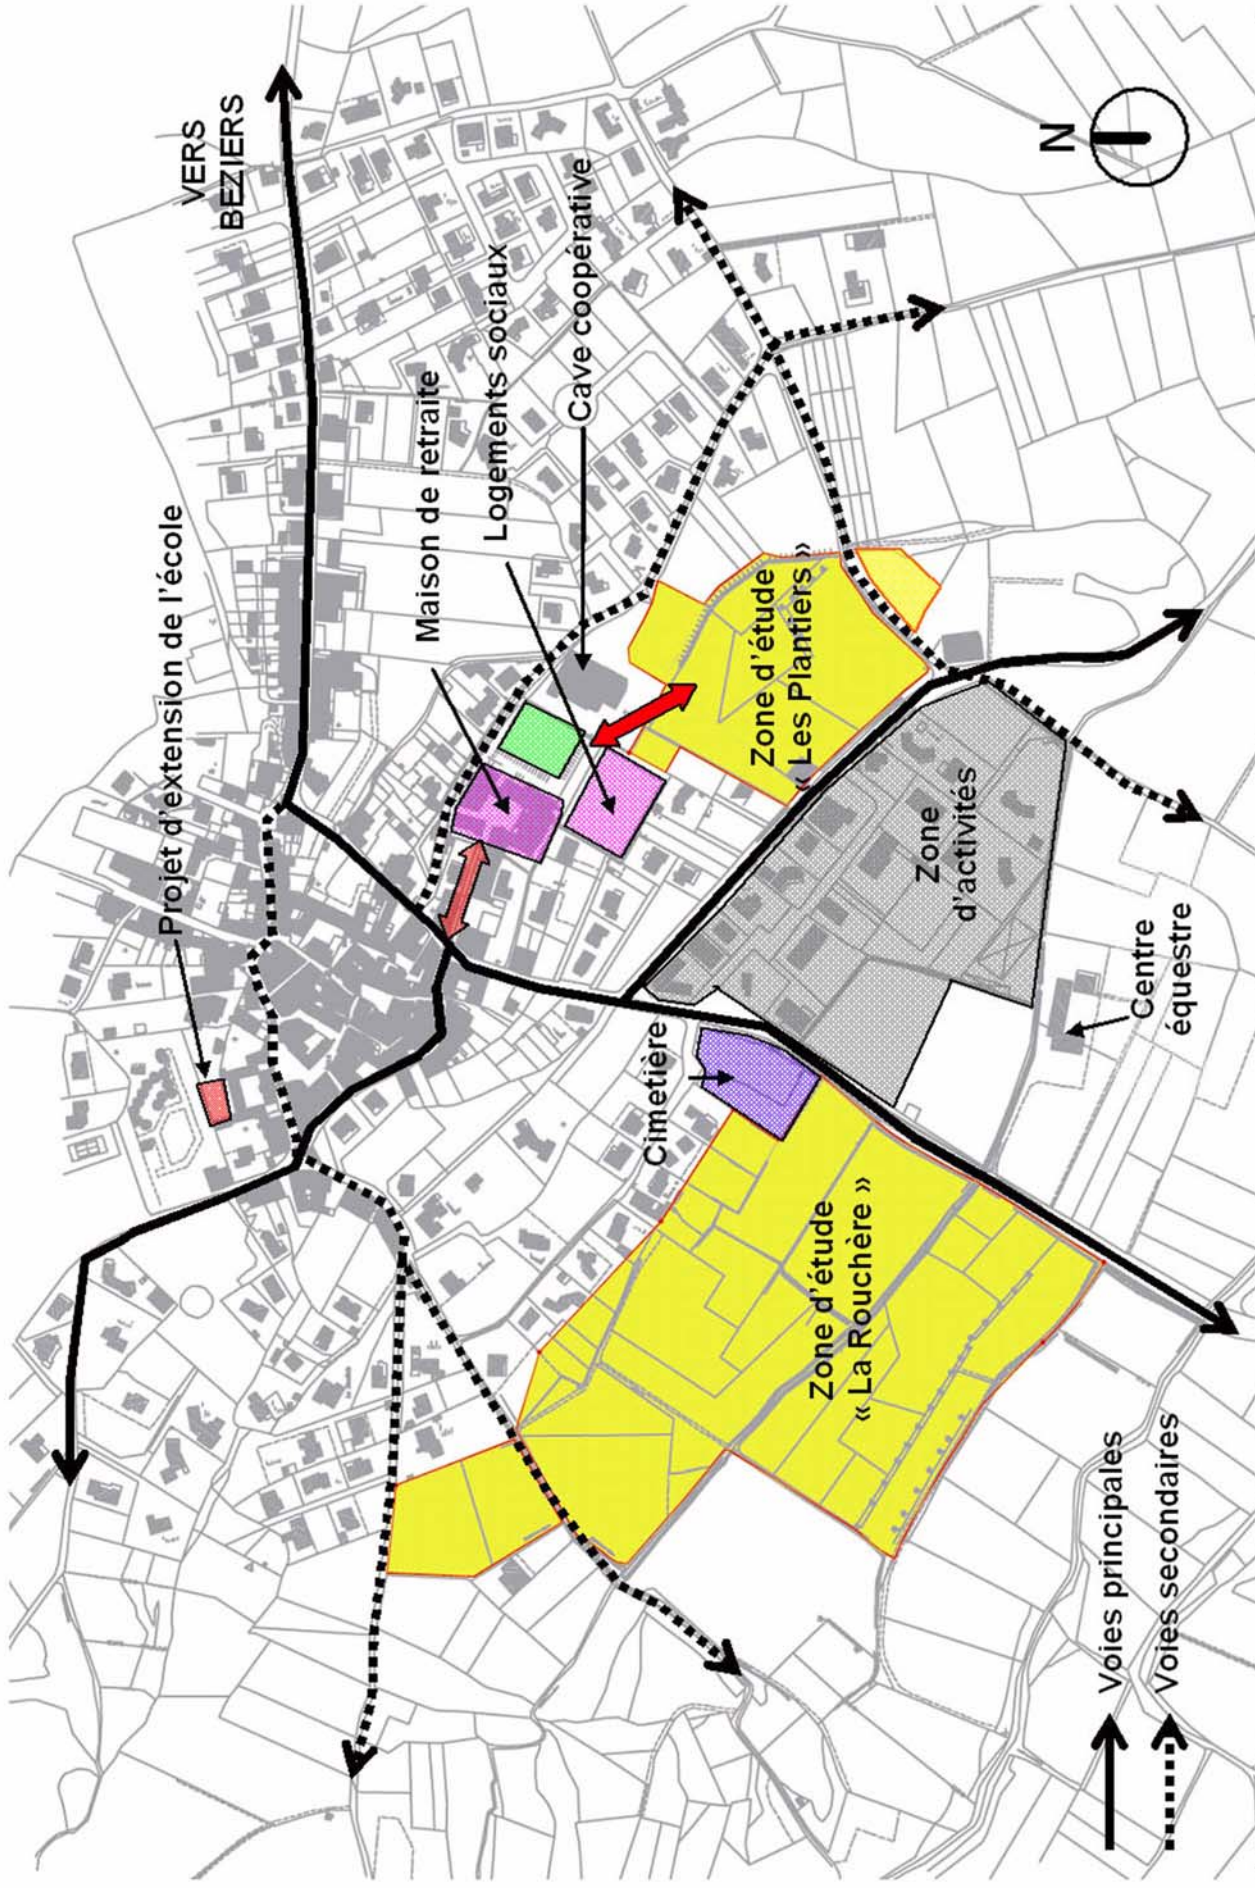 VERS
BEZIERS
Projet d'extension de l'école
Maison de retraite
Logements sociaux
Cave coopérative
N
Zone d'étude
« Les Plantiers »
Zone
d'activités
Centre
équestre
Cimetière
Zone d'étude
« La Rouchère »
Voies principales
Voies secondaires